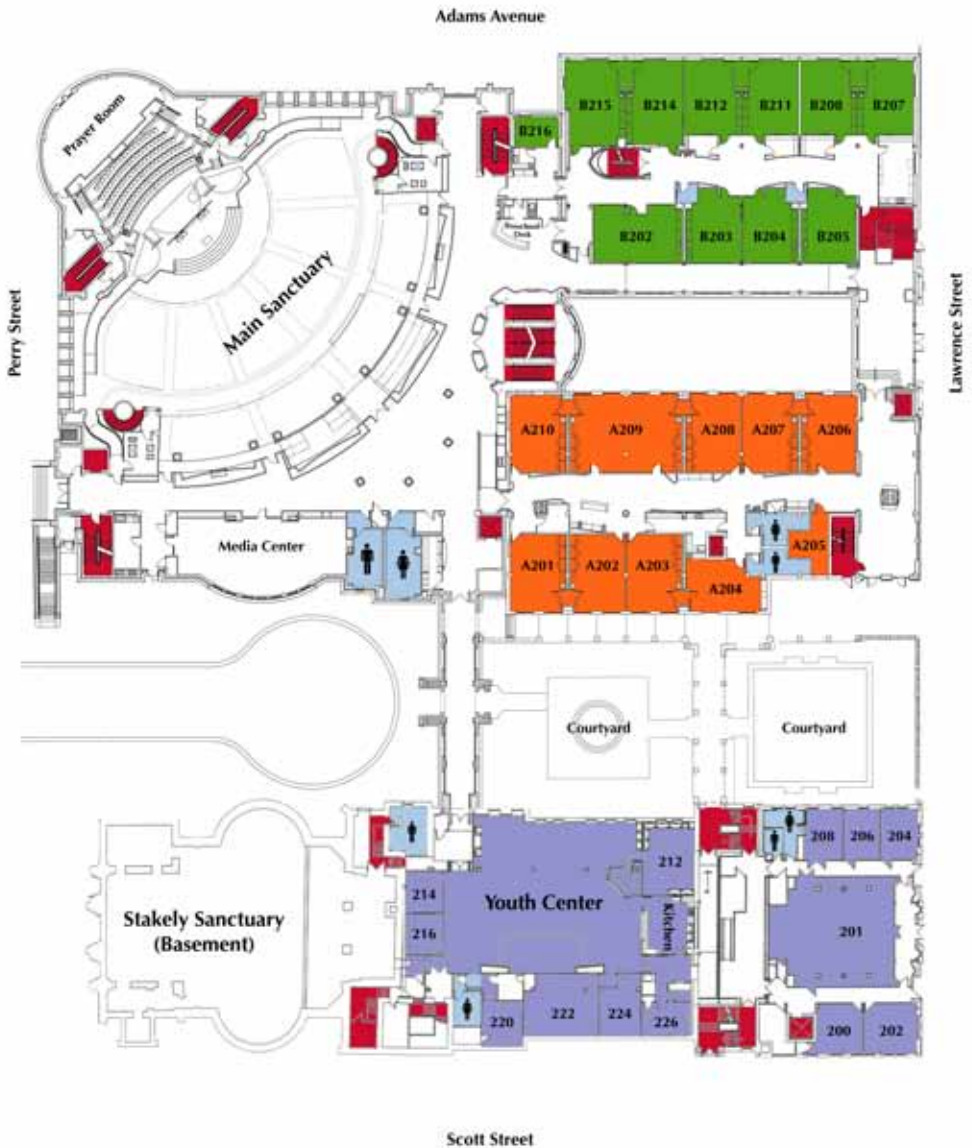 Adams Avenue
Prayer Room
B215
B214
B212
B211
B208
B207
B216
B202
B203
B204
B205
Desk
Main Sanctuary
Perry Street
Lawrence Street
A210
A209
A208
A207
A206
Media Center
A201
A202
A203
A204
A205
Courtyard
Courtyard
208
206
204
212
214
Youth Center
Kitchen
216
201
Stakely Sanctuary
(Basement)
220
222
224
226
200
202
Scott Street